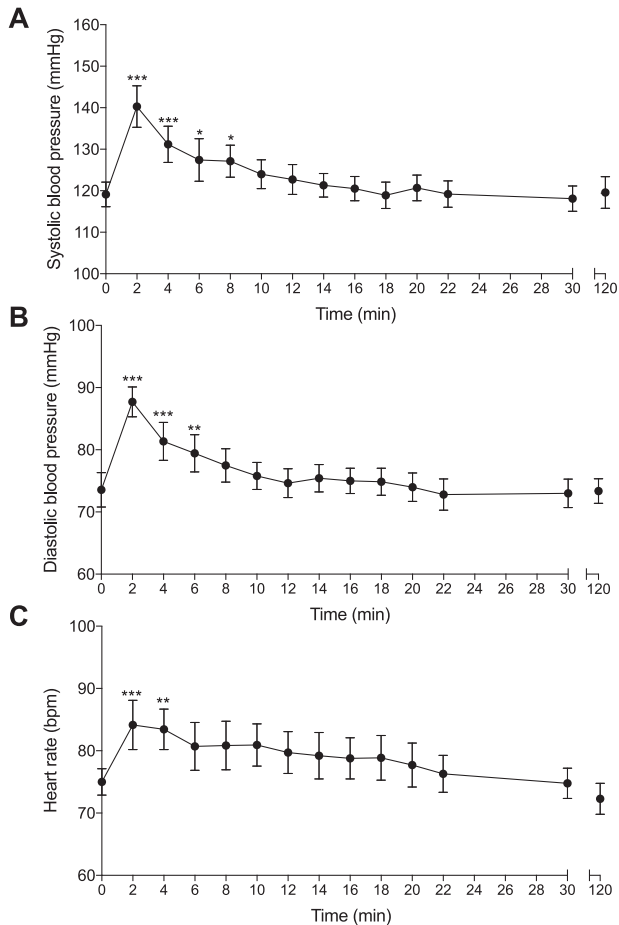 A
Systolic blood pressure (mmHg)
160
150
140
130
120
110
100
***
***
*
*
0 2 4 6 8 10 12 14 16 18 20 22 24 26 28 30 120
Time (min)
B
Diastolic blood pressure (mmHg)
100
90
80
70
60
***
***
**
0 2 4 6 8 10 12 14 16 18 20 22 24 26 28 30 120
Time (min)
C
Heart rate (bpm)
100
90
80
70
60
***
**
0 2 4 6 8 10 12 14 16 18 20 22 24 26 28 30 120
Time (min)